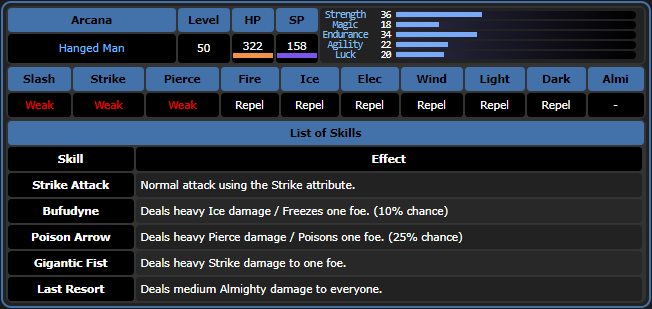 Arcana Level HP SP
Hanged Man 50 322 158
Strength 36
Magic 18
Endurance 34
Agility 22
Luck 20
Slash Strike Pierce Fire Ice Elec Wind Light Dark Almi
Weak Weak Weak Repel Repel Repel Repel Repel Repel -
List of Skills
Skill Effect
Strike Attack Normal attack using the Strike attribute.
Bufudyne Deals heavy Ice damage / Freezes one foe. (10% chance)
Poison Arrow Deals heavy Pierce damage / Poisons one foe. (25% chance)
Gigantic Fist Deals heavy Strike damage to one foe.
Last Resort Deals medium Almighty damage to everyone.